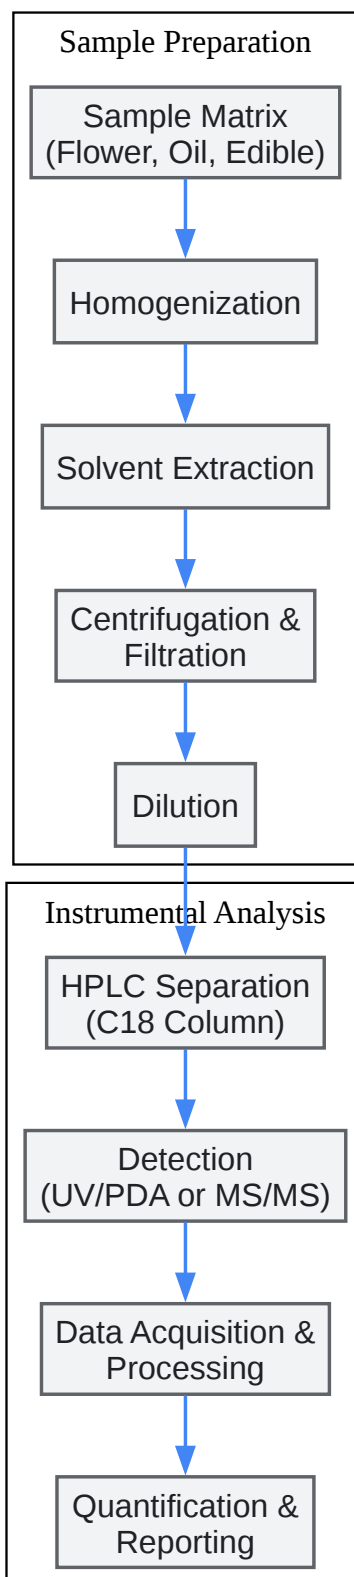 Sample Preparation
Sample Matrix
(Flower, Oil, Edible)
Homogenization
Solvent Extraction
Centrifugation &
Filtration
Dilution
Instrumental Analysis
HPLC Separation
(C18 Column)
Detection
(UV/PDA or MS/MS)
Data Acquisition &
Processing
Quantification &
Reporting